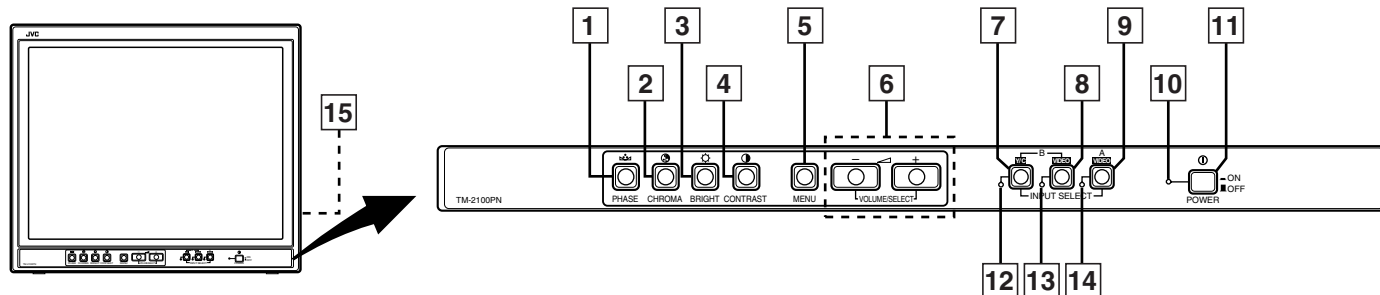 JVC
15
1
2
3
4
5
6
7
8
9
10
11
TM-2100PN
PHASE CHROMA BRIGHT CONTRAST MENU
− +
VOLUME/SELECT
B A
Y/C VIDEO VIDEO
INPUT SELECT
ON
OFF
POWER
12 13 14